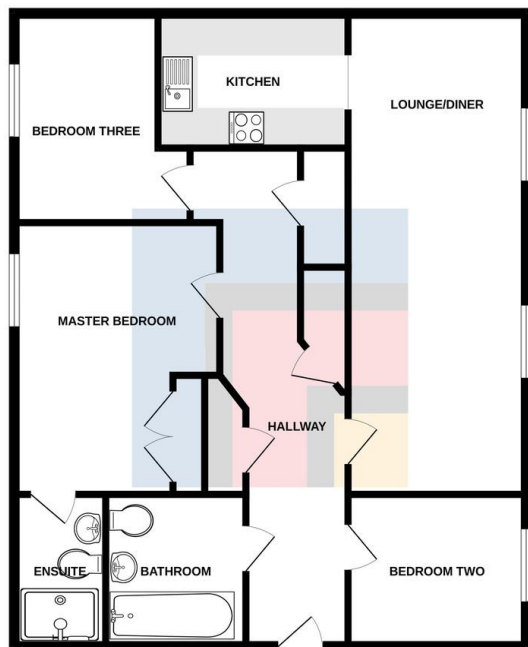 KITCHEN
LOUNGE/DINER
BEDROOM THREE
MASTER BEDROOM
HALLWAY
ENSUITE
BATHROOM
BEDROOM TWO